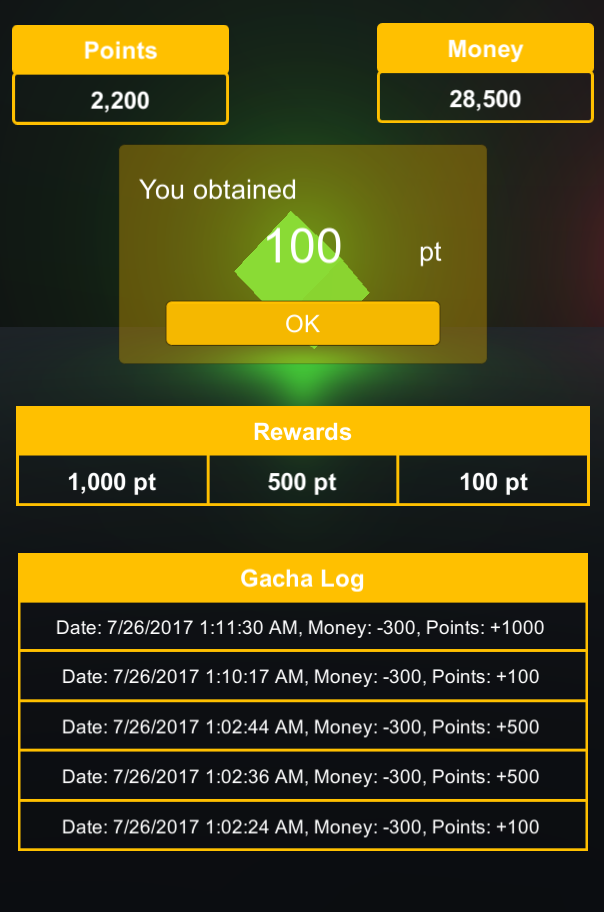 Points
Money
2,200
28,500
You obtained
100 pt
OK
Rewards
1,000 pt 500 pt 100 pt
Gacha Log
Date: 7/26/2017 1:11:30 AM, Money: -300, Points: +1000
Date: 7/26/2017 1:10:17 AM, Money: -300, Points: +100
Date: 7/26/2017 1:02:44 AM, Money: -300, Points: +500
Date: 7/26/2017 1:02:36 AM, Money: -300, Points: +500
Date: 7/26/2017 1:02:24 AM, Money: -300, Points: +100